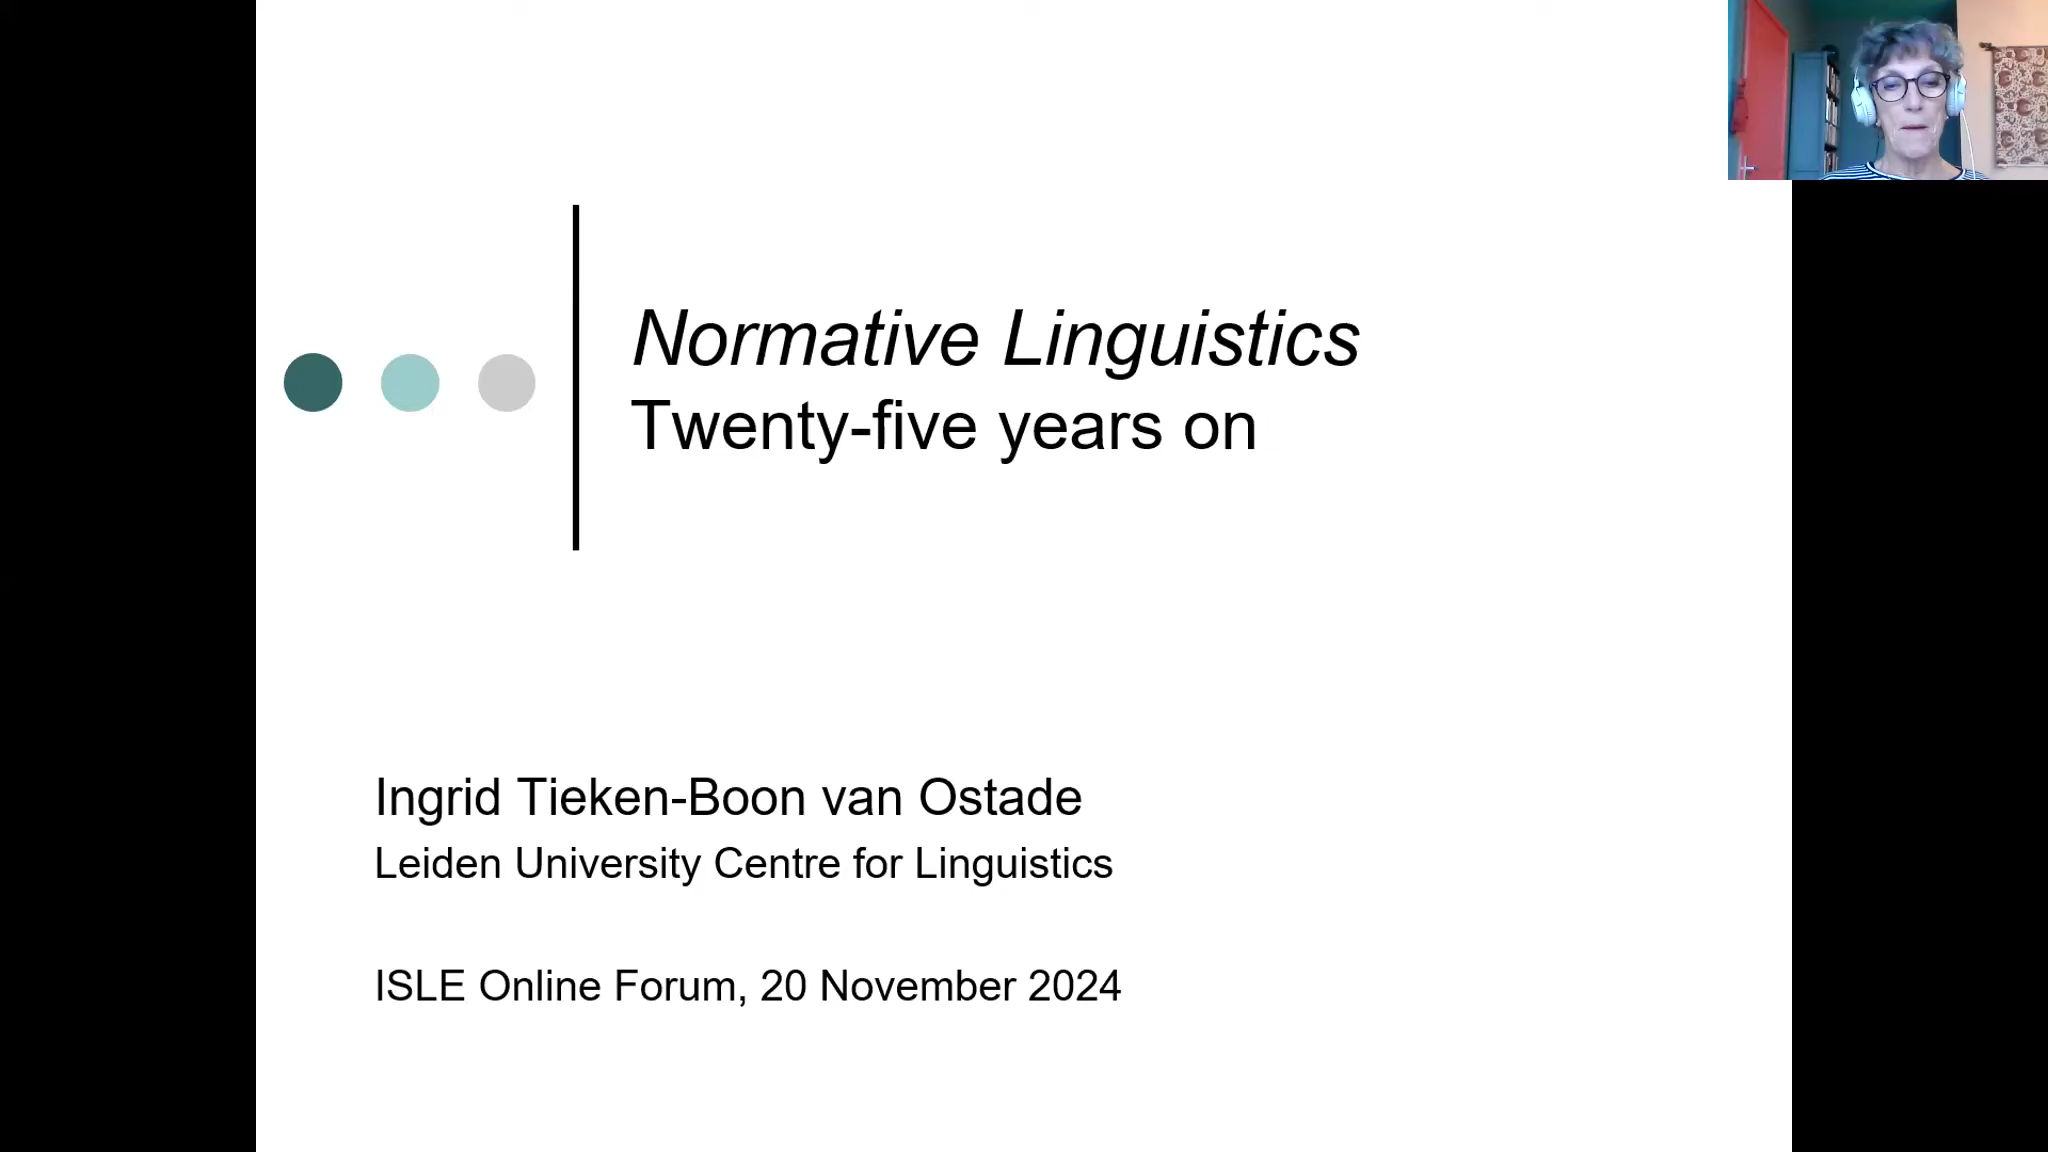 Normative Linguistics
Twenty-five years on
Ingrid Tieken-Boon van Ostade
Leiden University Centre for Linguistics
ISLE Online Forum, 20 November 2024